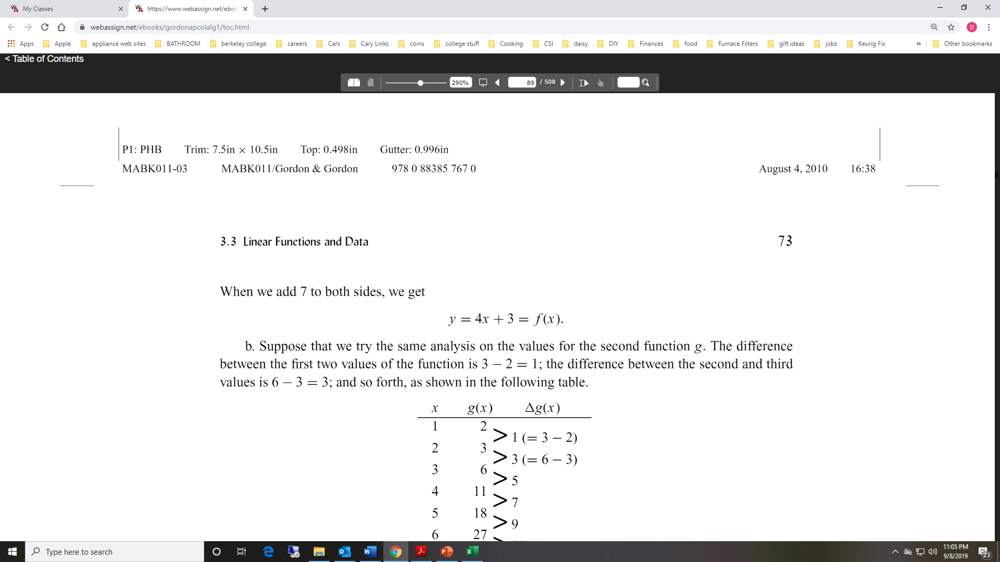 My Classes
https://www.webassign.net/eboo
webassign.net/ebooks/gordonapcolalg1/toc.html
D
Apps Apple appliance web sites BATHROOM berkeley college careers Cars Cary Links coins college stuff Cooking CSI daisy DIY Finances food Furnace Filters gift ideas jobs Keurig Fix » Other bookmarks
< Table of Contents
290% 89 / 508
P1: PHB Trim: 7.5in × 10.5in Top: 0.498in Gutter: 0.996in
MABK011-03 MABK011/Gordon & Gordon 978 0 88385 767 0 August 4, 2010 16:38
3.3 Linear Functions and Data 73
When we add 7 to both sides, we get
y = 4x + 3 = f(x).
b. Suppose that we try the same analysis on the values for the second function g. The difference
between the first two values of the function is 3 − 2 = 1; the difference between the second and third
values is 6 − 3 = 3; and so forth, as shown in the following table.
x g(x) Δg(x)
1 2
> 1 (= 3 − 2)
2 3
> 3 (= 6 − 3)
3 6
> 5
4 11
> 7
5 18
> 9
6 27
Type here to search
11:05 PM
9/8/2019
23